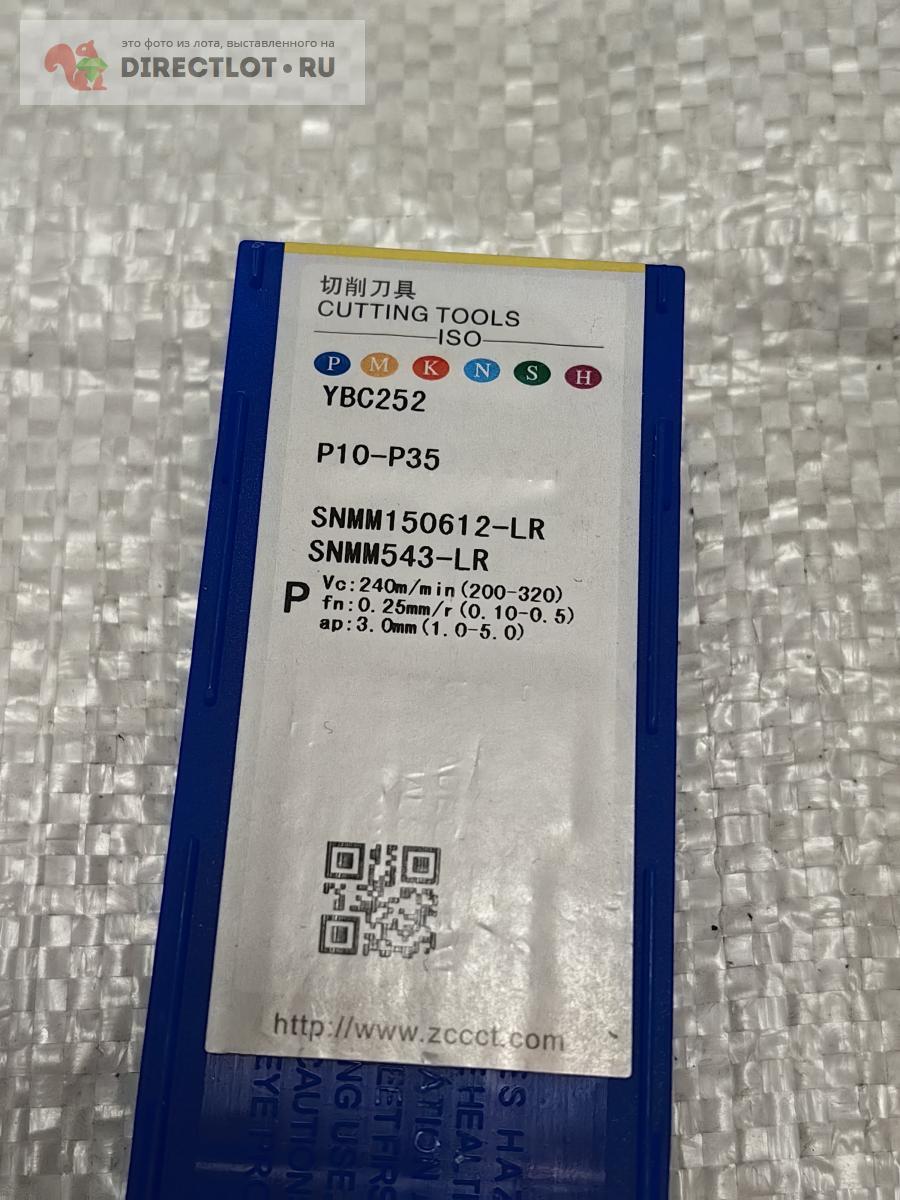 это фото из лота, выставленного на
DIRECTLOT•RU
切削刀具
CUTTING TOOLS
ISO
P M K N S H
YBC252
P10-P35
SNMM150612-LR
SNMM543-LR
P
Vc:240m/min(200-320)
fn:0.25mm/r(0.10-0.5)
ap:3.0mm(1.0-5.0)
http://www.zccct.com